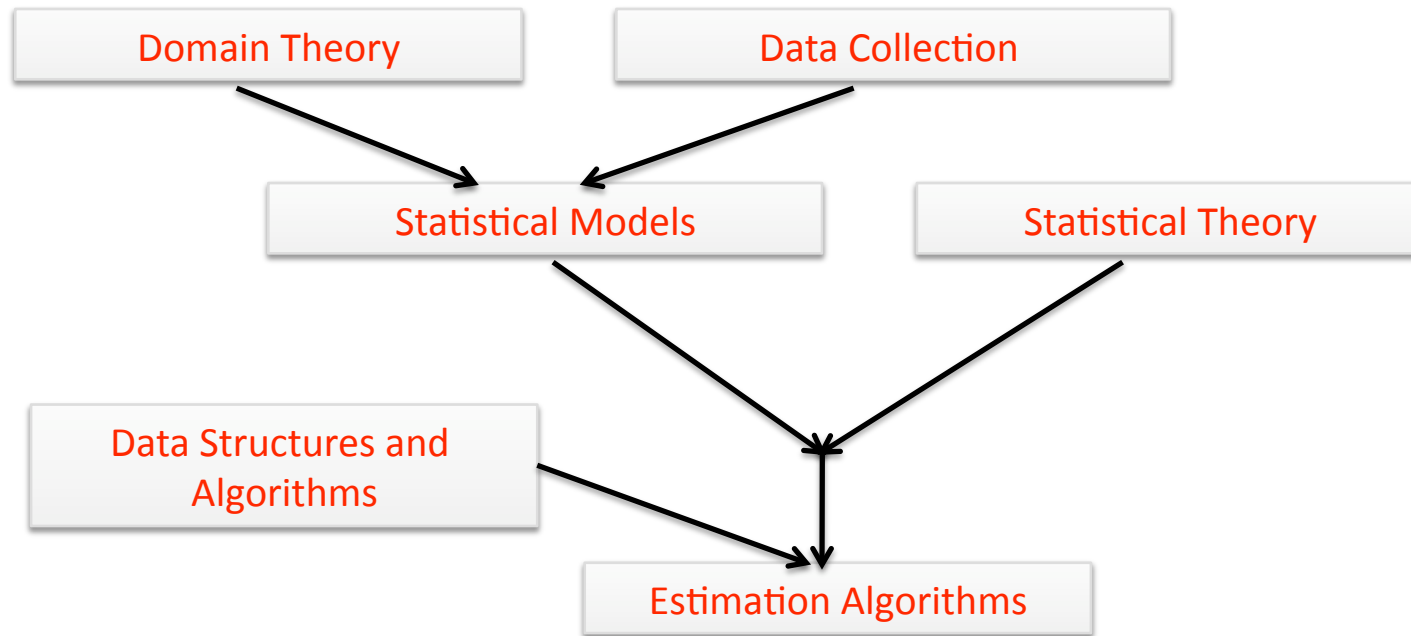 Domain Theory
Data Collection
Statistical Models
Statistical Theory
Data Structures and
Algorithms
Estimation Algorithms